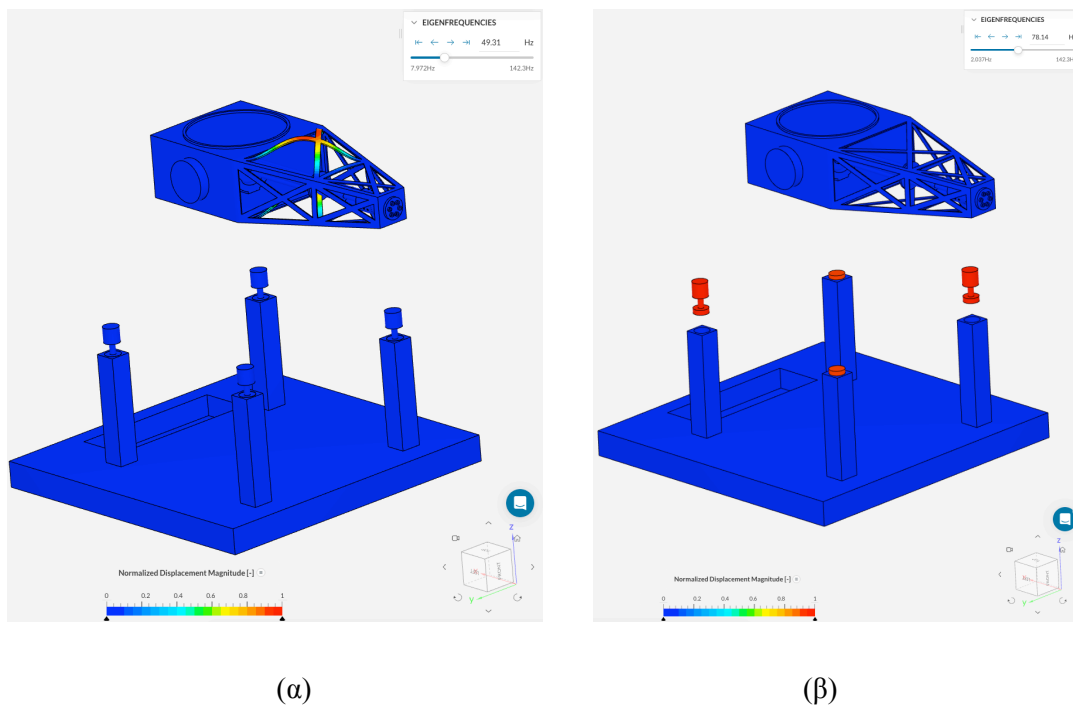 EIGENFREQUENCIES
49.31 Hz
7.972Hz 142.3Hz
Normalized Displacement Magnitude [-]
0 0.2 0.4 0.6 0.8 1
Z
Y
(α)
EIGENFREQUENCIES
78.14 H
2.037Hz 142.3H
Normalized Displacement Magnitude [-]
0 0.2 0.4 0.6 0.8 1
Z
Y
(β)